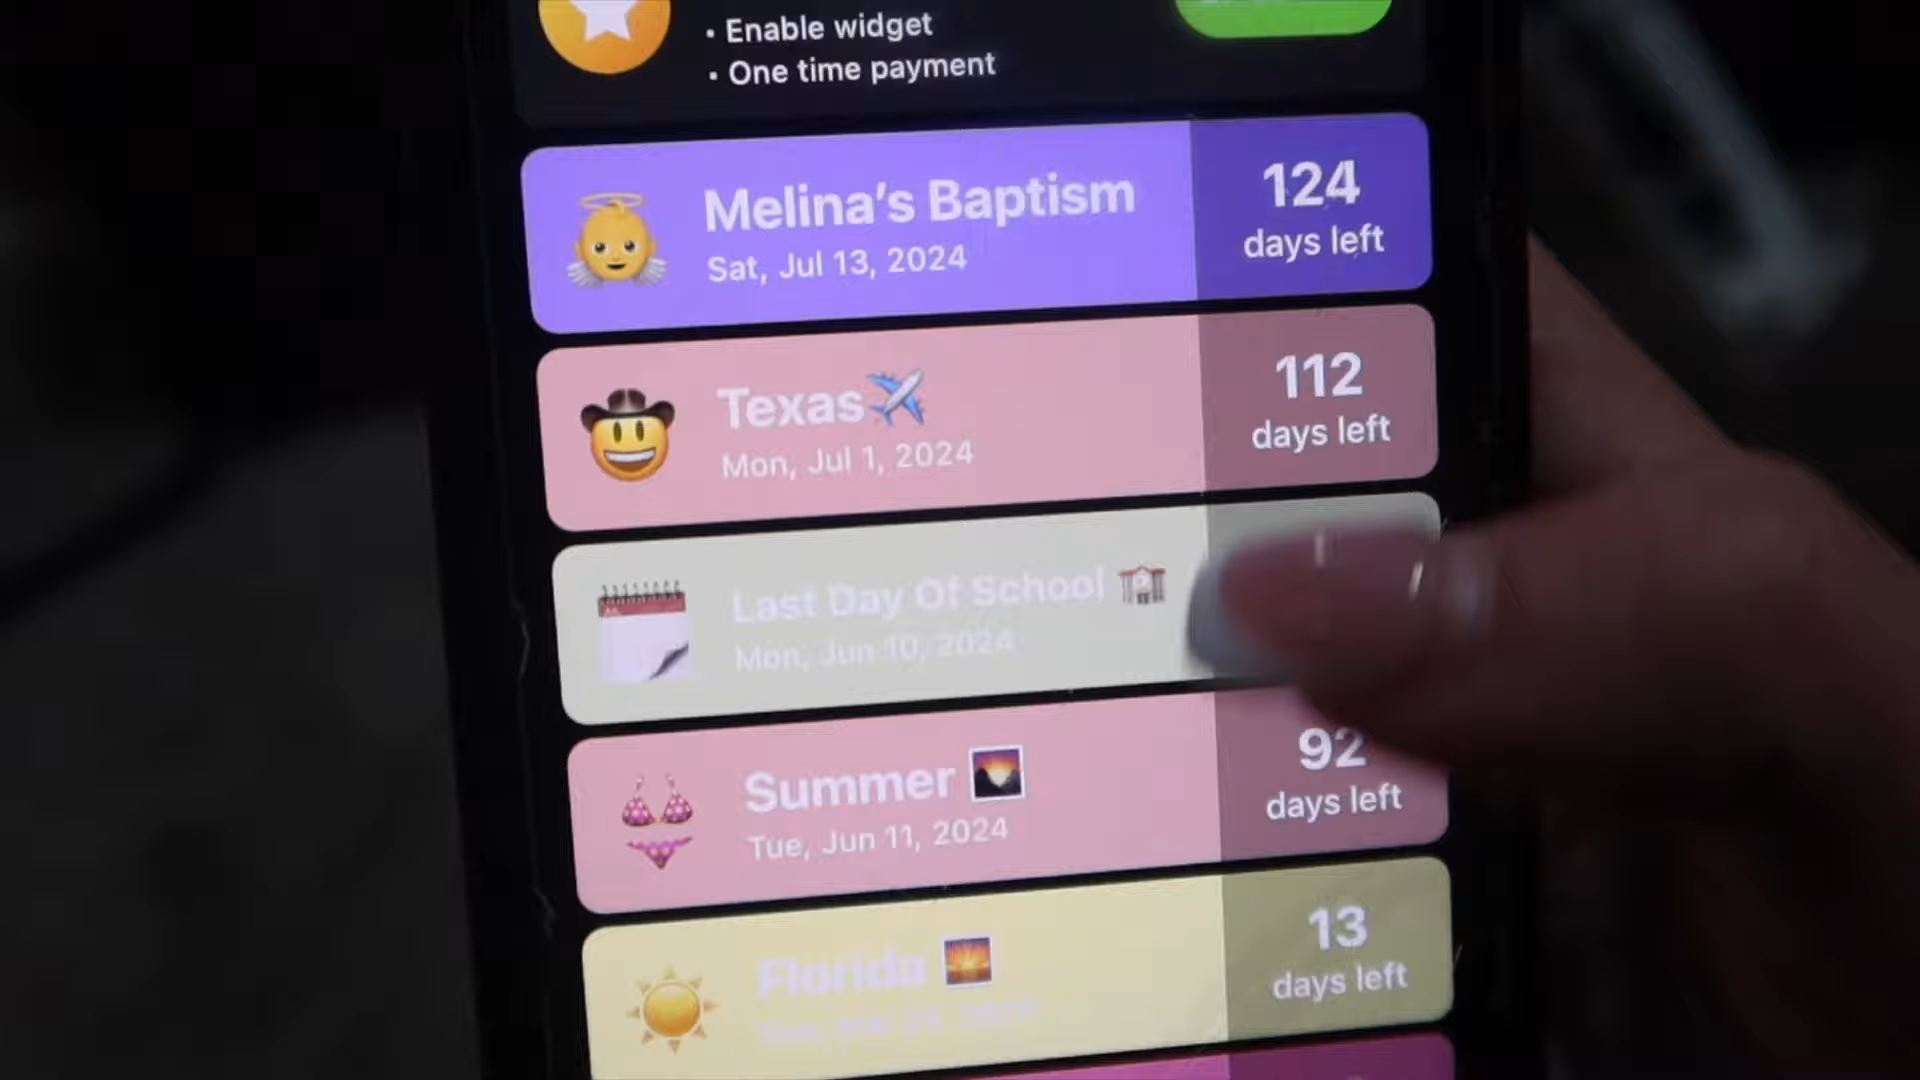 • Enable widget
• One time payment
Melina's Baptism
Sat, Jul 13, 2024
124
days left
Texas✈️
Mon, Jul 1, 2024
112
days left
Last Day Of School 🏫
Mon, Jun 10, 2024
Summer 🌄
Tue, Jun 11, 2024
92
days left
Florida 🌅
13
days left